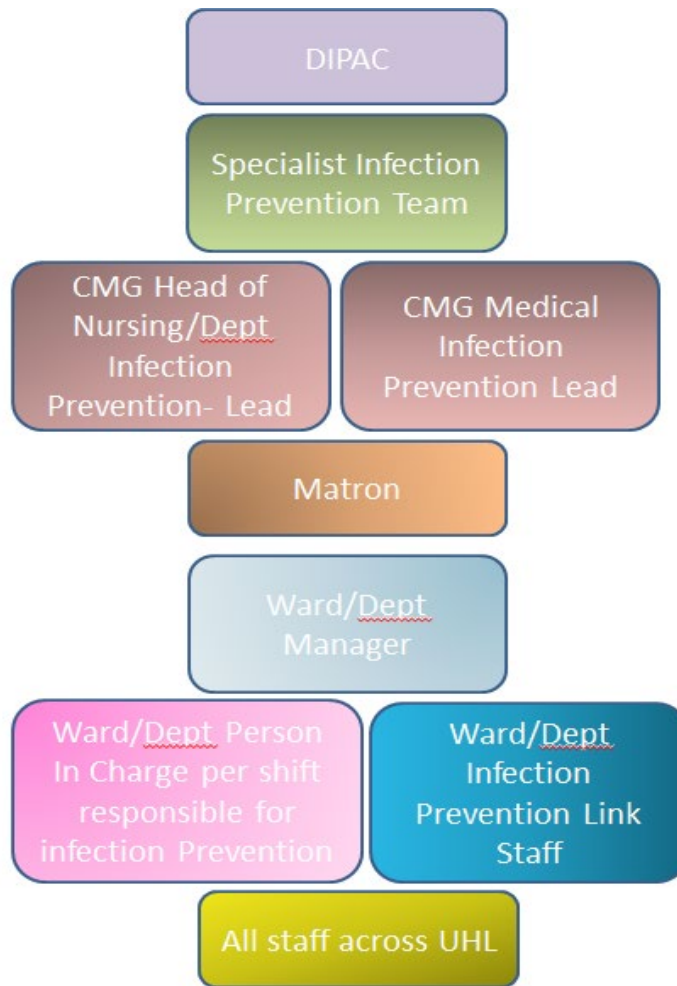 DIPAC
Specialist Infection
Prevention Team
CMG Head of
Nursing/Dept
Infection
Prevention- Lead
CMG Medical
Infection
Prevention Lead
Matron
Ward/Dept
Manager
Ward/Dept Person
In Charge per shift
responsible for
infection Prevention
Ward/Dept
Infection
Prevention Link
Staff
All staff across UHL